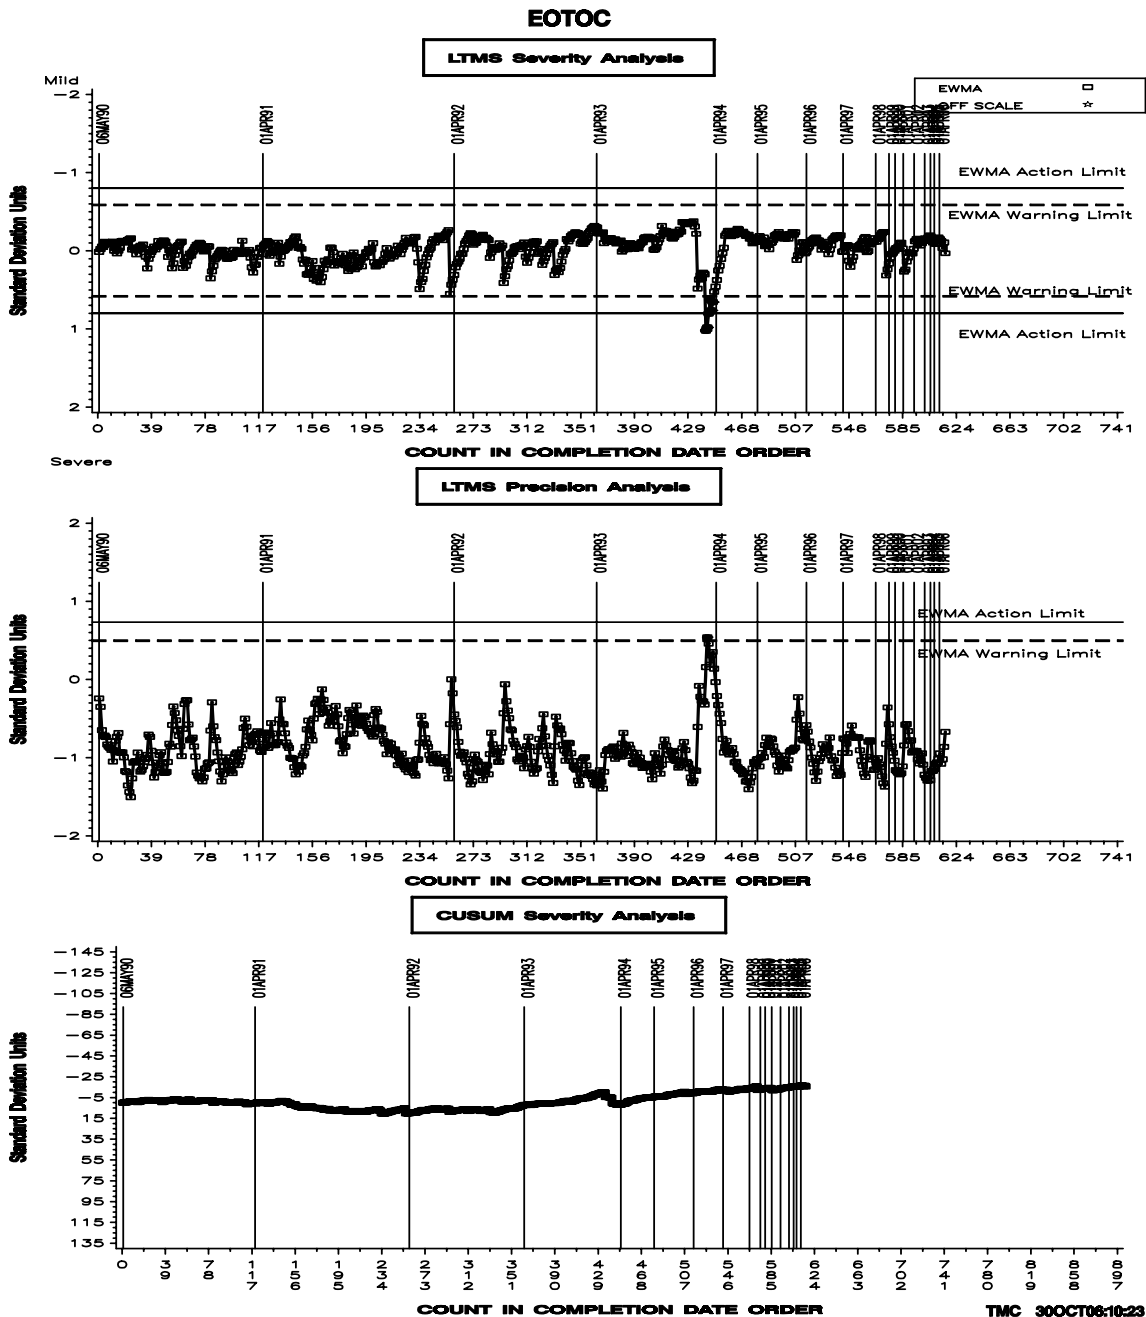 EOTOC
LTMS Severity Analysis
Mild
EWMA
OFF SCALE
−2
−1
0
1
2
Standard Deviation Units
06MAY90
01APR91
01APR92
01APR93
01APR94
01APR95
01APR96
01APR97
01APR98
EWMA Action Limit
EWMA Warning Limit
EWMA Warning Limit
EWMA Action Limit
0 39 78 117 156 195 234 273 312 351 390 429 468 507 546 585 624 663 702 741
COUNT IN COMPLETION DATE ORDER
Severe
LTMS Precision Analysis
2
1
0
−1
−2
Standard Deviation Units
06MAY90
01APR91
01APR92
01APR93
01APR94
01APR95
01APR96
01APR97
01APR98
EWMA Action Limit
EWMA Warning Limit
0 39 78 117 156 195 234 273 312 351 390 429 468 507 546 585 624 663 702 741
COUNT IN COMPLETION DATE ORDER
CUSUM Severity Analysis
−145
−125
−105
−85
−65
−45
−25
−5
15
35
55
75
95
115
135
Standard Deviation Units
06MAY90
01APR91
01APR92
01APR93
01APR94
01APR95
01APR96
01APR97
01APR98
0 39 78 117 156 195 234 273 312 351 390 429 468 507 546 585 624 663 702 741 780 819 858 897
COUNT IN COMPLETION DATE ORDER
TMC 30OCT06:10:23